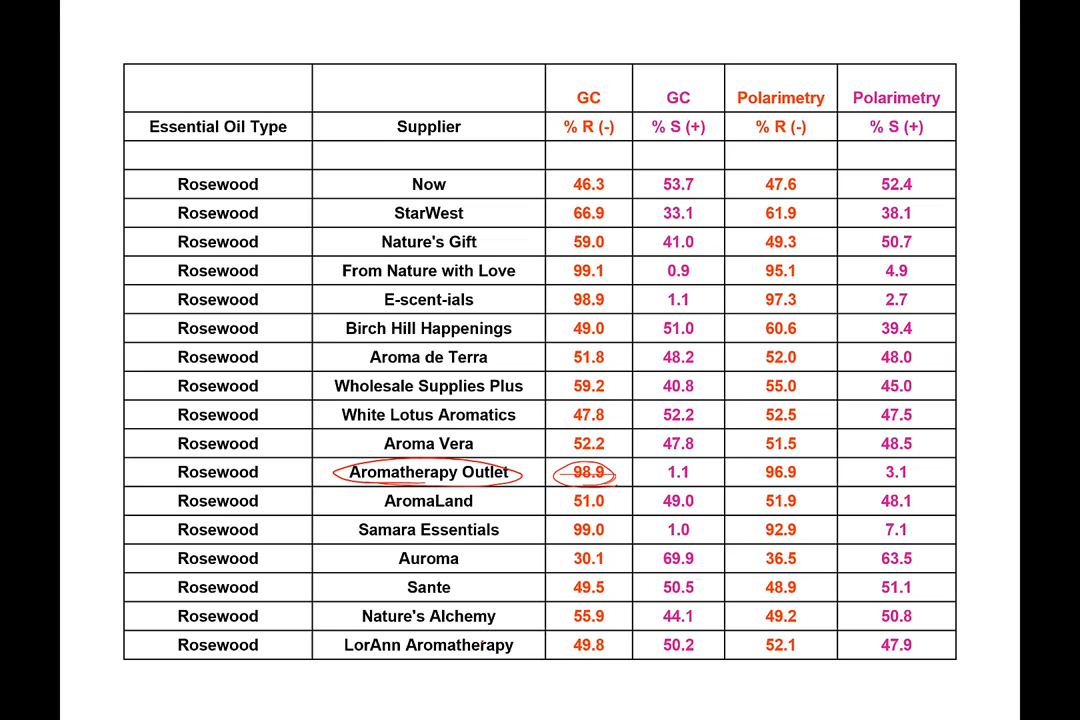 GC GC Polarimetry Polarimetry
Essential Oil Type Supplier % R (-) % S (+) % R (-) % S (+)
Rosewood Now 46.3 53.7 47.6 52.4
Rosewood StarWest 66.9 33.1 61.9 38.1
Rosewood Nature's Gift 59.0 41.0 49.3 50.7
Rosewood From Nature with Love 99.1 0.9 95.1 4.9
Rosewood E-scent-ials 98.9 1.1 97.3 2.7
Rosewood Birch Hill Happenings 49.0 51.0 60.6 39.4
Rosewood Aroma de Terra 51.8 48.2 52.0 48.0
Rosewood Wholesale Supplies Plus 59.2 40.8 55.0 45.0
Rosewood White Lotus Aromatics 47.8 52.2 52.5 47.5
Rosewood Aroma Vera 52.2 47.8 51.5 48.5
Rosewood Aromatherapy Outlet 98.9 1.1 96.9 3.1
Rosewood AromaLand 51.0 49.0 51.9 48.1
Rosewood Samara Essentials 99.0 1.0 92.9 7.1
Rosewood Auroma 30.1 69.9 36.5 63.5
Rosewood Sante 49.5 50.5 48.9 51.1
Rosewood Nature's Alchemy 55.9 44.1 49.2 50.8
Rosewood LorAnn Aromatherapy 49.8 50.2 52.1 47.9